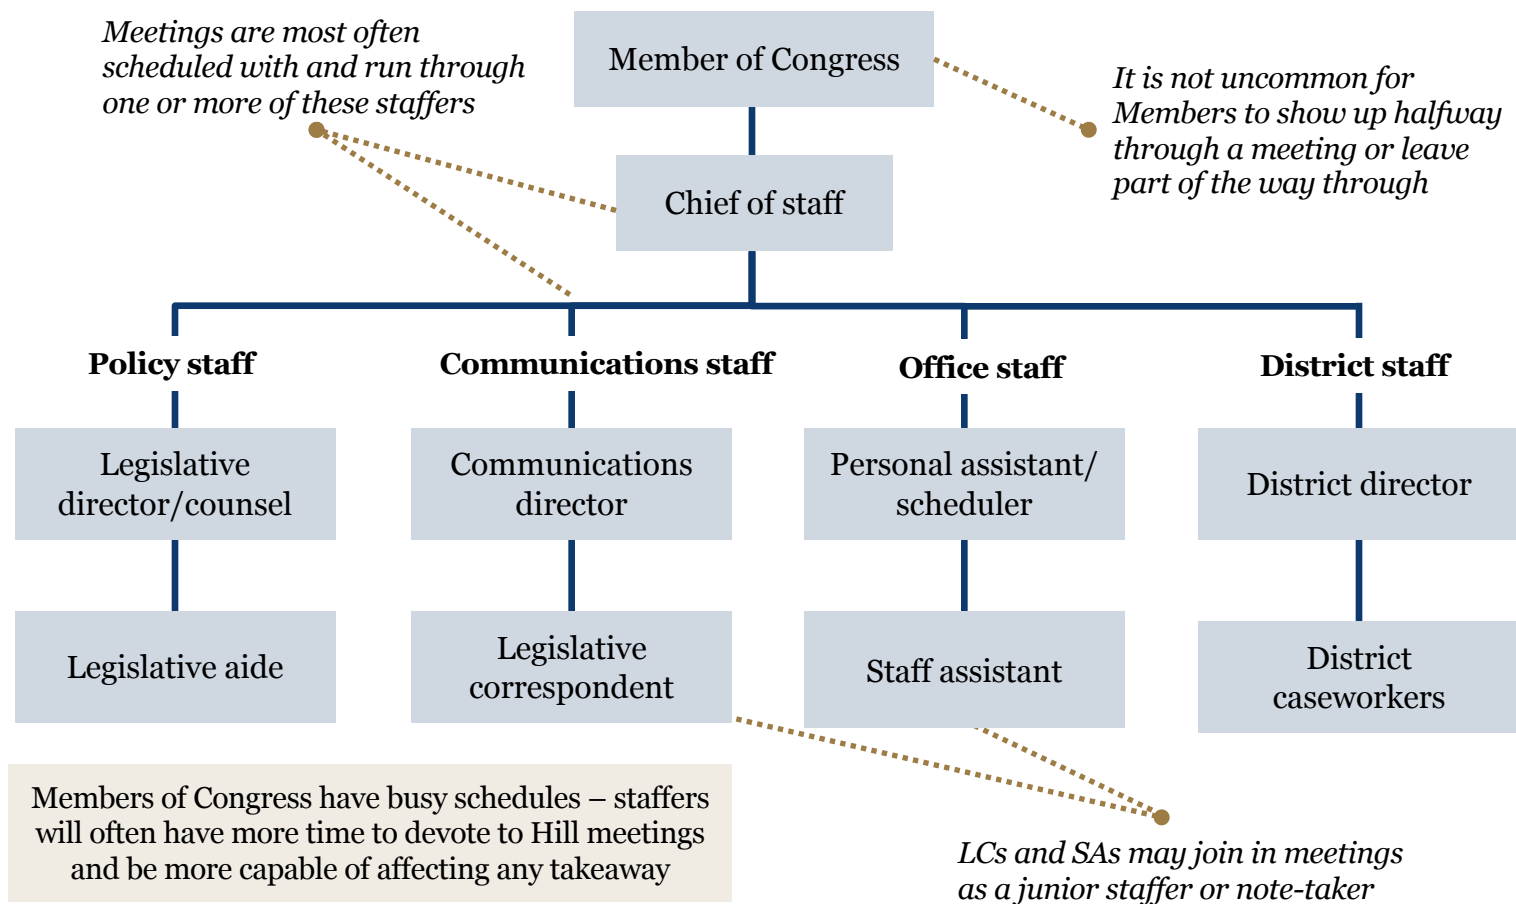 Meetings are most often
scheduled with and run through
one or more of these staffers
Member of Congress
It is not uncommon for
Members to show up halfway
through a meeting or leave
part of the way through
Chief of staff
Policy staff
Communications staff
Office staff
District staff
Legislative
director/counsel
Communications
director
Personal assistant/
scheduler
District director
Legislative aide
Legislative
correspondent
Staff assistant
District
caseworkers
Members of Congress have busy schedules – staffers
will often have more time to devote to Hill meetings
and be more capable of affecting any takeaway
LCs and SAs may join in meetings
as a junior staffer or note-taker